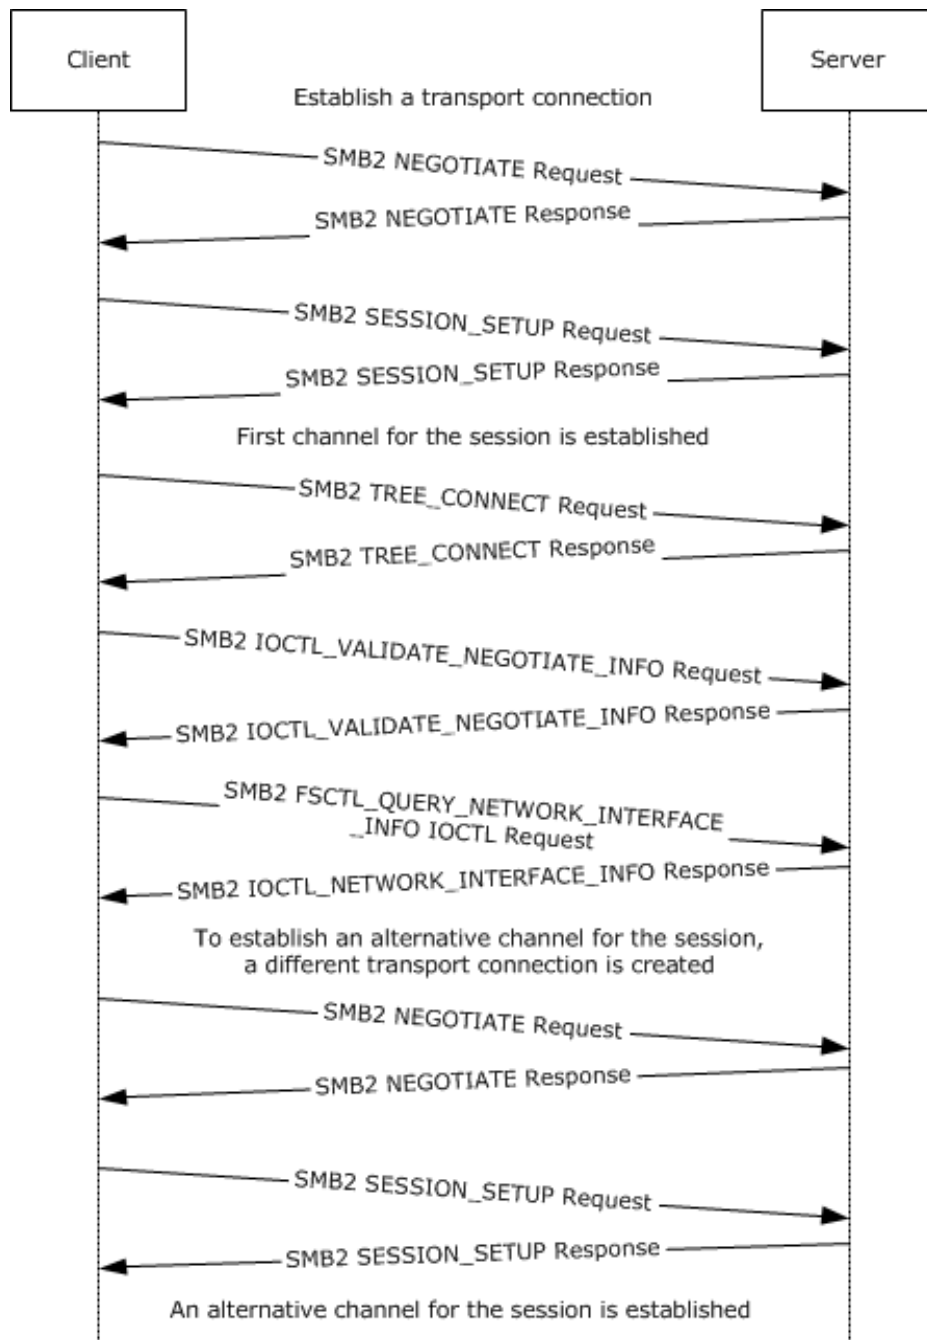 Client
Server
Establish a transport connection
SMB2 NEGOTIATE Request
SMB2 NEGOTIATE Response
SMB2 SESSION_SETUP Request
SMB2 SESSION_SETUP Response
First channel for the session is established
SMB2 TREE_CONNECT Request
SMB2 TREE_CONNECT Response
SMB2 IOCTL_VALIDATE_NEGOTIATE_INFO Request
SMB2 IOCTL_VALIDATE_NEGOTIATE_INFO Response
SMB2 FSCTL_QUERY_NETWORK_INTERFACE
_INFO IOCTL Request
SMB2 IOCTL_NETWORK_INTERFACE_INFO Response
To establish an alternative channel for the session,
a different transport connection is created
SMB2 NEGOTIATE Request
SMB2 NEGOTIATE Response
SMB2 SESSION_SETUP Request
SMB2 SESSION_SETUP Response
An alternative channel for the session is established